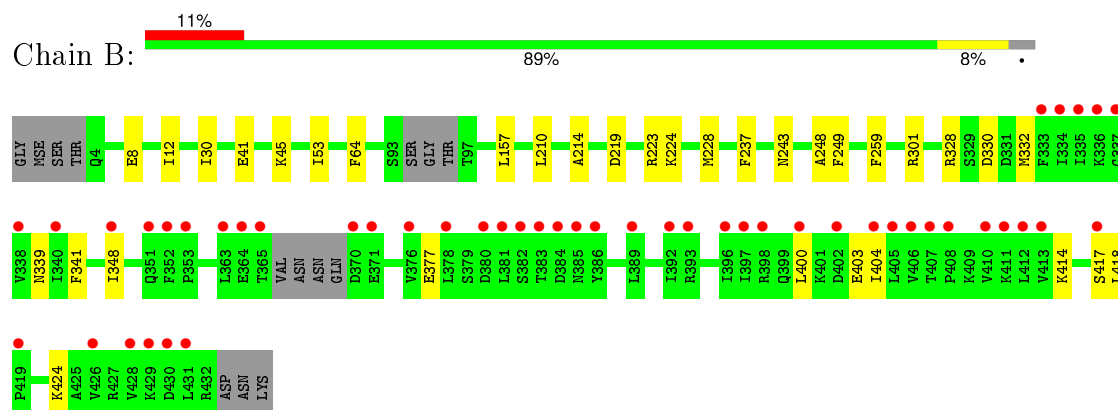 11%
Chain B:
89% 8% •
GLY MSE SER THR Q4 E8 I12 I30 E41 K45 I53 F64 S93 SER GLY THR T97 L157 L210 A214 D219 R223 K224 M228 F237 N243 A248 F249 F259 R301 R328 S329 D330 D331 M332 F333 I334 I335 K336 Q337
V338 N339 I340 F341 I348 Q351 F352 P353 L363 E364 T365 VAL ASN ASN GLN D370 E371 V376 E377 L378 S379 D380 L381 S382 T383 D384 N385 Y386 L389 I392 R393 I396 I397 R398 Q399 L400 K401 D402 E403 I404 L405 V406 T407 P408 K409 V410 K411 L412 V413 K414 S417 L418
P419 K424 A425 V426 R427 V428 K429 D430 L431 R432 ASP ASN LYS